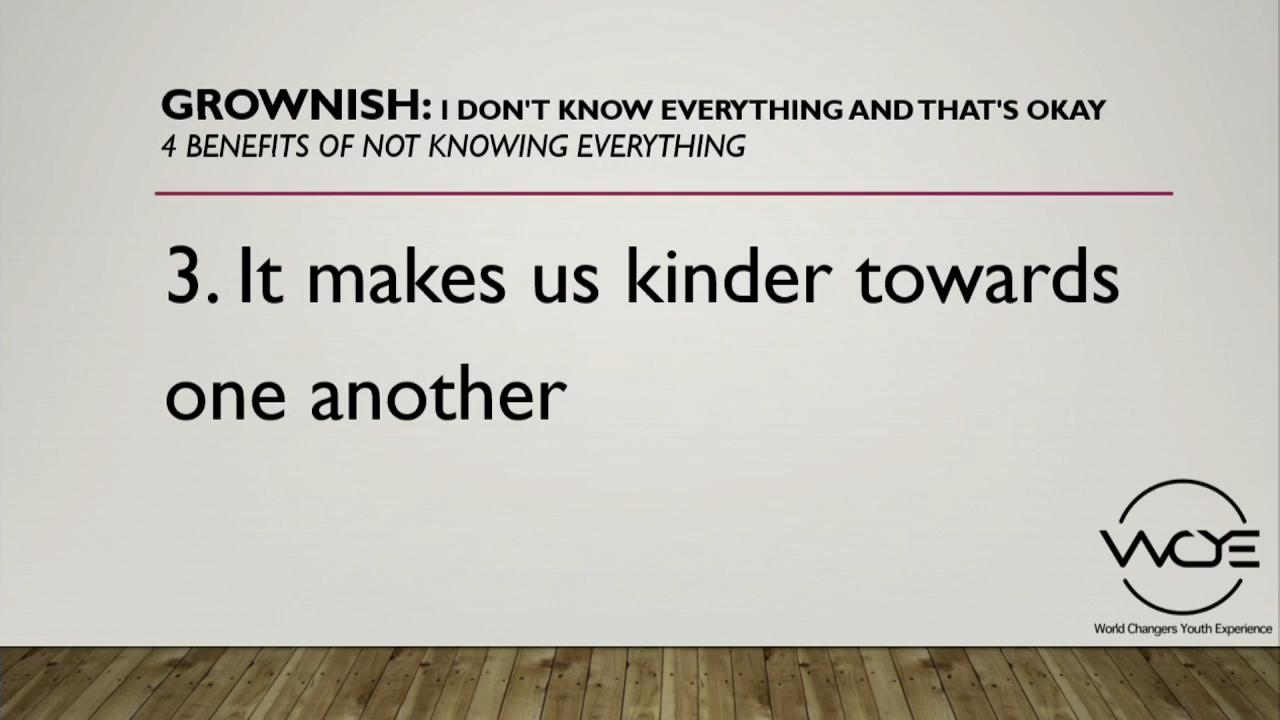 GROWNISH: I DON'T KNOW EVERYTHING AND THAT'S OKAY
4 BENEFITS OF NOT KNOWING EVERYTHING
3. It makes us kinder towards
one another
WCYE
World Changers Youth Experience